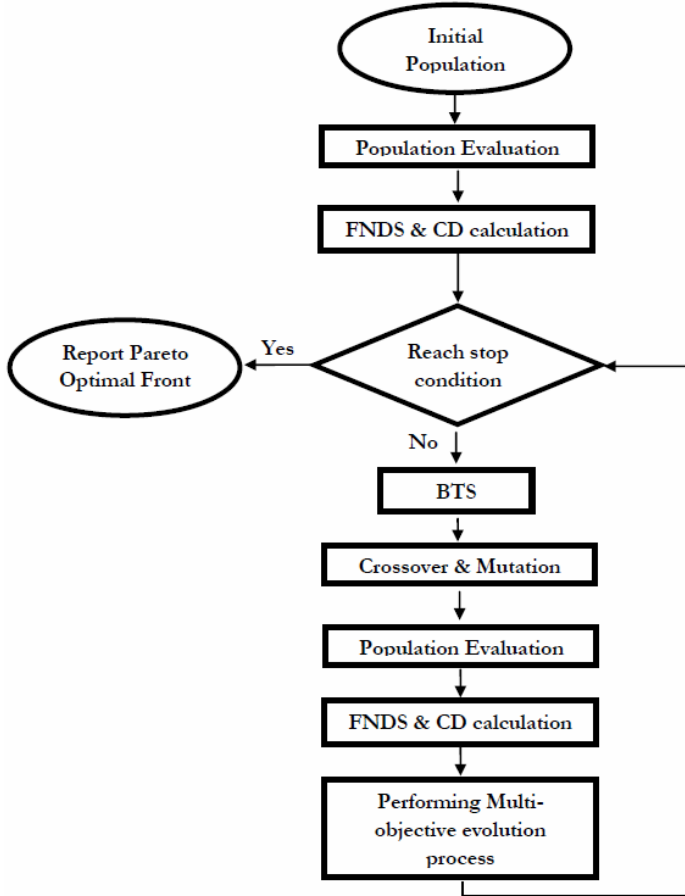 Initial
Population
Population Evaluation
FNDS & CD calculation
Reach stop
condition
Yes
Report Pareto
Optimal Front
No
BTS
Crossover & Mutation
Population Evaluation
FNDS & CD calculation
Performing Multi-
objective evolution
process